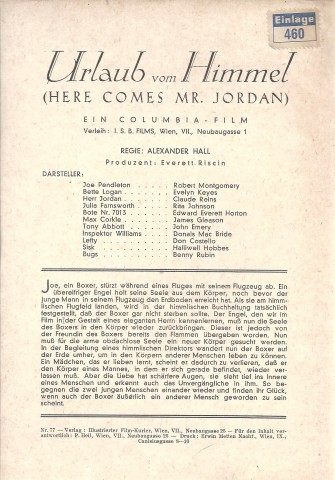 Einlage
460
Urlaub vom Himmel
(HERE COMES MR. JORDAN)
EIN COLUMBIA-FILM
Verleih: I. S. B. FILMS, Wien, VII., Neubaugasse 1
REGIE: ALEXANDER HALL
Produzent: Everett Riscin
DARSTELLER:
Joe Pendleton . . . . . . Robert Montgomery
Bette Logan . . . . . . Evelyn Keyes
Herr Jordan . . . . . . Claude Reins
Julia Farnsworth . . . . . Rita Johnson
Bote Nr. 7013 . . . . . . Edward Everett Horton
Max Corkle . . . . . . James Gleason
Tony Abbott . . . . . . John Emery
Inspektor Williams . . . . Donals Mac Bride
Lefty . . . . . . Don Costello
Sisk . . . . . . Halliwell Hobbes
Bugs . . . . . . Benny Rubin
Joe, ein Boxer, stürzt während eines Fluges mit seinem Flugzeug ab. Ein
übereifriger Engel holt seine Seele aus dem Körper, noch bevor der
junge Mann in seinem Flugzeug den Erdboden erreicht hat. Als sie am himm-
lischen Flugfeld landen, wird in der himmlischen Buchhaltung tatsächlich
festgestellt, daß der Boxer gar nicht sterben sollte. Der Engel, den wir im
Film in der Gestalt eines eleganten Herrn kennenlernen, muß nun die Seele
des Boxers in den Körper wieder zurückbringen. Dieser ist jedoch von
der Freundin des Boxers bereits den Flammen übergeben worden. Nun
muß für die arme obdachlose Seele ein neuer Körper gesucht werden.
In der Begleitung eines himmlischen Direktors wandert nun der Boxer auf
der Erde umher, um in den Körpern anderer Menschen leben zu können.
Ein Mädchen, das er lieben lernt, scheint er dadurch zu verlieren, daß er
den Körper eines Mannes, in dem er sich gerade befindet, wieder ver-
lassen muß. Aber die Liebe hat schärfere Augen, sie sieht tief ins Innere
eines Menschen und erkennt auch das Unvergängliche in ihm. So be-
gegnen die zwei jungen Menschen einander wieder und finden ihr Glück,
wenn auch der Boxer äußerlich ein anderer Mensch geworden zu sein
scheint.
Nr. 77 — Verlag: Illustrierter Film-Kurier, Wien, VII., Neubaugasse 25 — Für den Inhalt ver-
antwortlich: P. Heil, Wien, VII., Neubaugasse 25 — Druck: Erwin Metten Nachf., Wien, IX.,
Canisiusgasse 8—10